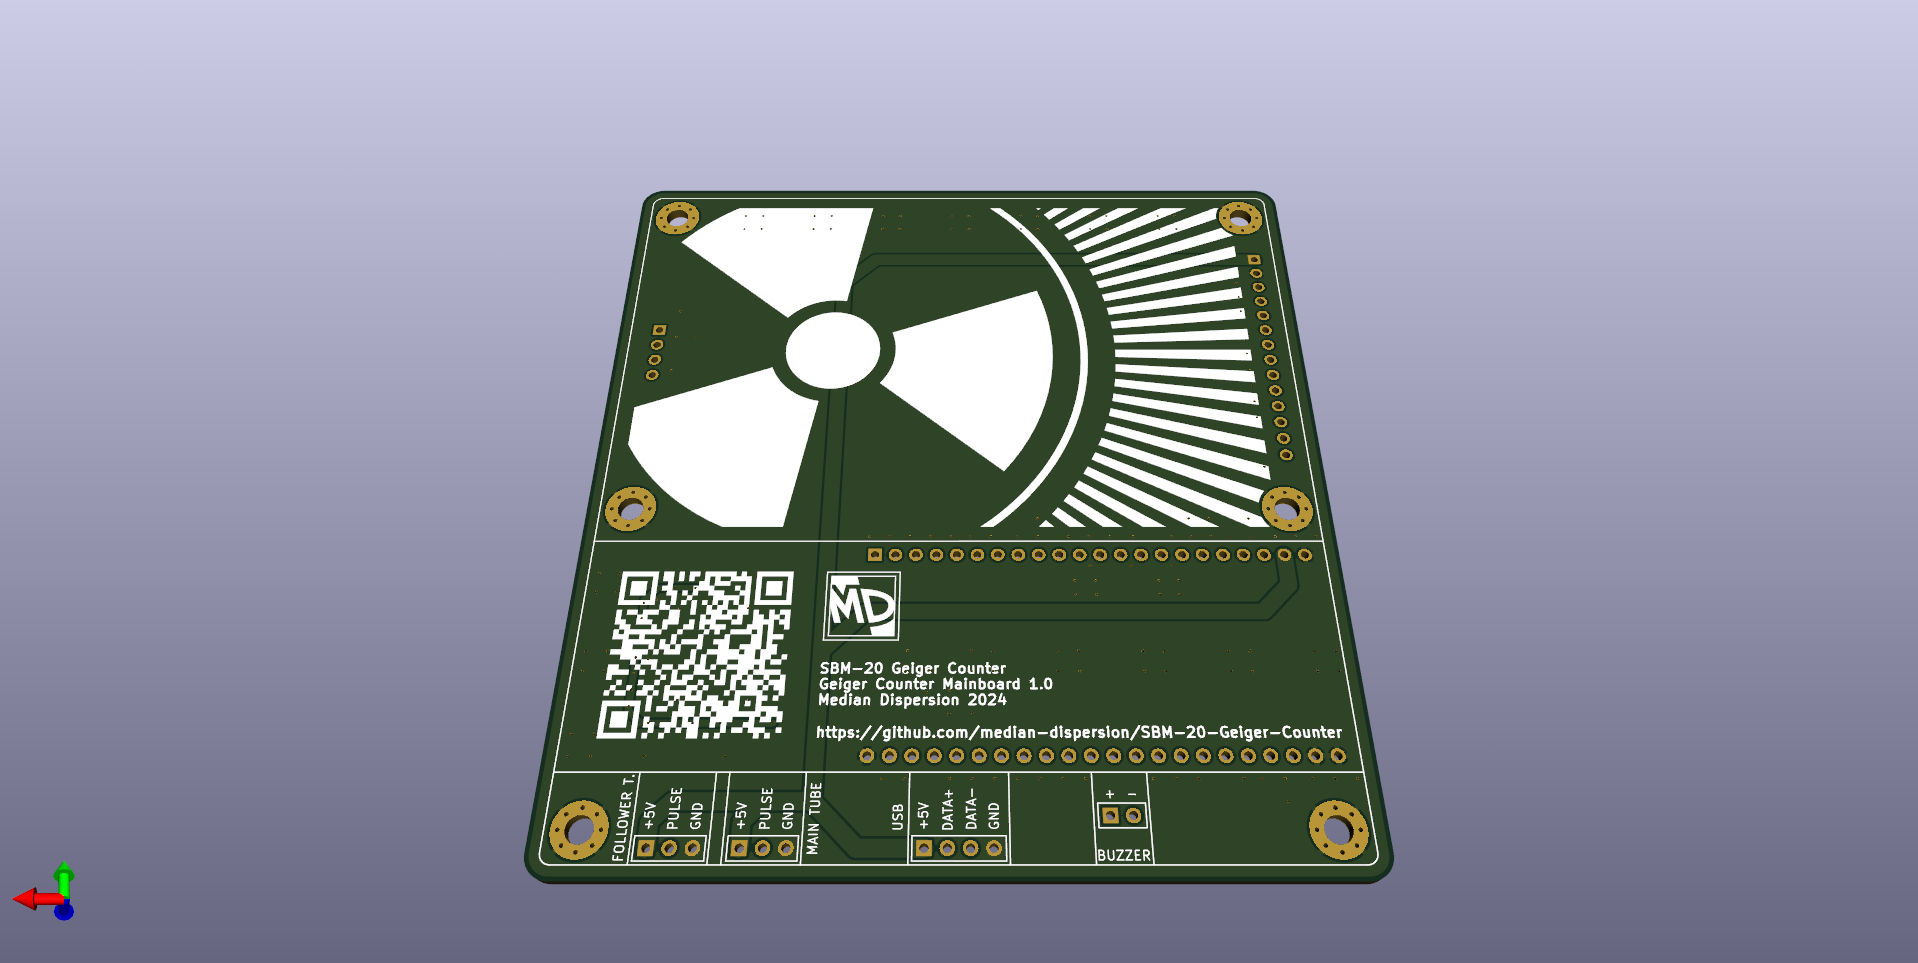 MD
SBM-20 Geiger Counter
Geiger Counter Mainboard 1.0
Median Dispersion 2024
https://github.com/median-dispersion/SBM-20-Geiger-Counter
FOLLOWER T.
+5V
PULSE
GND
+5V
PULSE
GND
MAIN TUBE
USB
+5V
DATA+
DATA-
GND
+ -
BUZZER